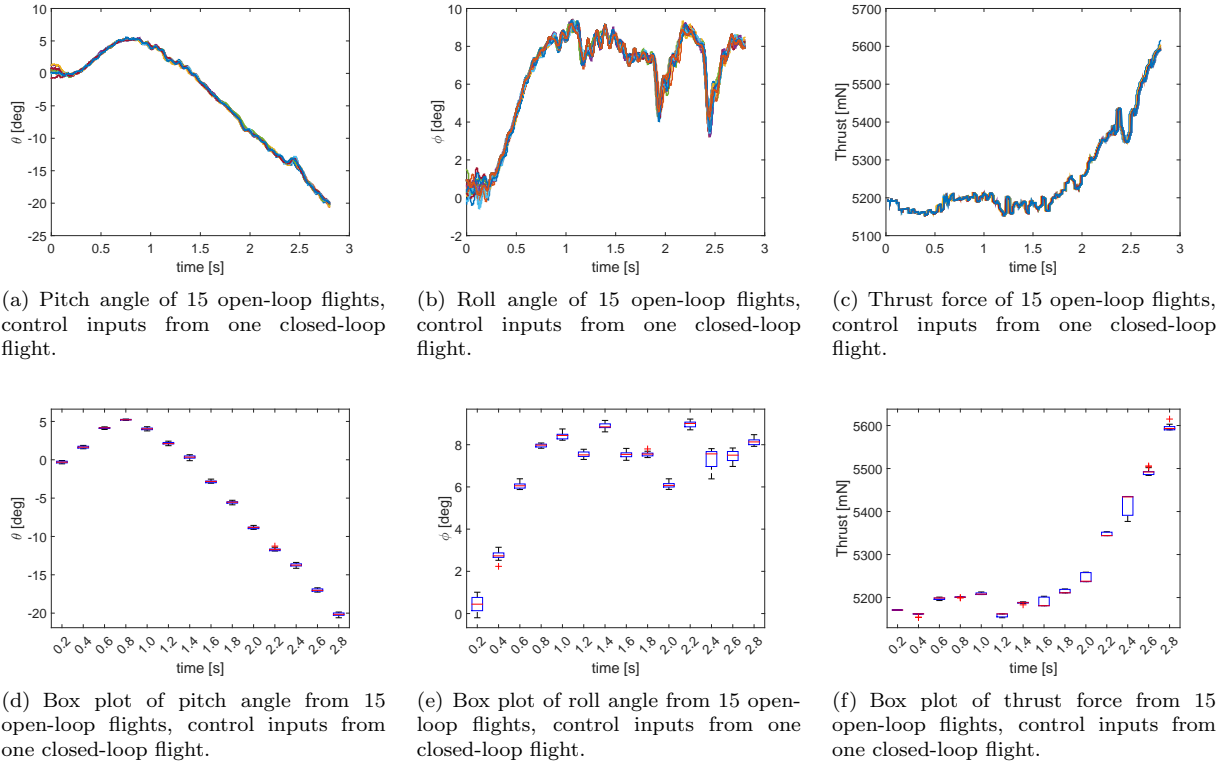 10
5
0
-5
-10
-15
-20
-25
θ [deg]
0 0.5 1 1.5 2 2.5 3
time [s]
10
8
6
4
2
0
-2
ϕ [deg]
0 0.5 1 1.5 2 2.5 3
time [s]
5700
5600
5500
5400
5300
5200
5100
Thrust [mN]
0 0.5 1 1.5 2 2.5 3
time [s]
(a) Pitch angle of 15 open-loop flights,
control inputs from one closed-loop
flight.
(b) Roll angle of 15 open-loop flights,
control inputs from one closed-loop
flight.
(c) Thrust force of 15 open-loop flights,
control inputs from one closed-loop
flight.
5
0
-5
-10
-15
-20
θ [deg]
0.2 0.4 0.6 0.8 1.0 1.2 1.4 1.6 1.8 2.0 2.2 2.4 2.6 2.8
time [s]
8
6
4
2
0
ϕ [deg]
0.2 0.4 0.6 0.8 1.0 1.2 1.4 1.6 1.8 2.0 2.2 2.4 2.6 2.8
time [s]
5600
5500
5400
5300
5200
Thrust [mN]
0.2 0.4 0.6 0.8 1.0 1.2 1.4 1.6 1.8 2.0 2.2 2.4 2.6 2.8
time [s]
(d) Box plot of pitch angle from 15
open-loop flights, control inputs from
one closed-loop flight.
(e) Box plot of roll angle from 15 open-
loop flights, control inputs from one
closed-loop flight.
(f) Box plot of thrust force from 15
open-loop flights, control inputs from
one closed-loop flight.